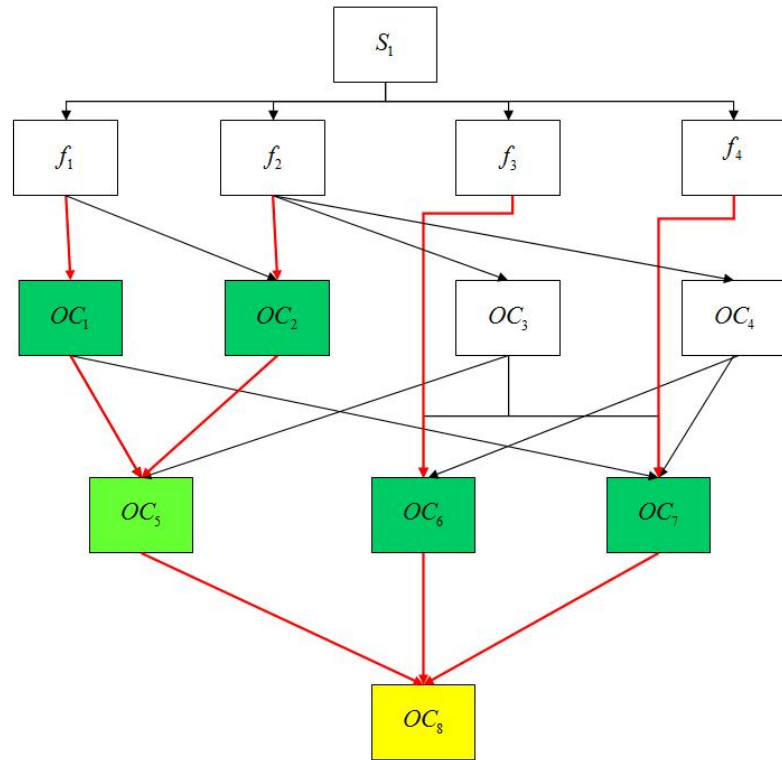 S₁
f₁ f₂ f₃ f₄
OC₁ OC₂ OC₃ OC₄
OC₅ OC₆ OC₇
OC₈